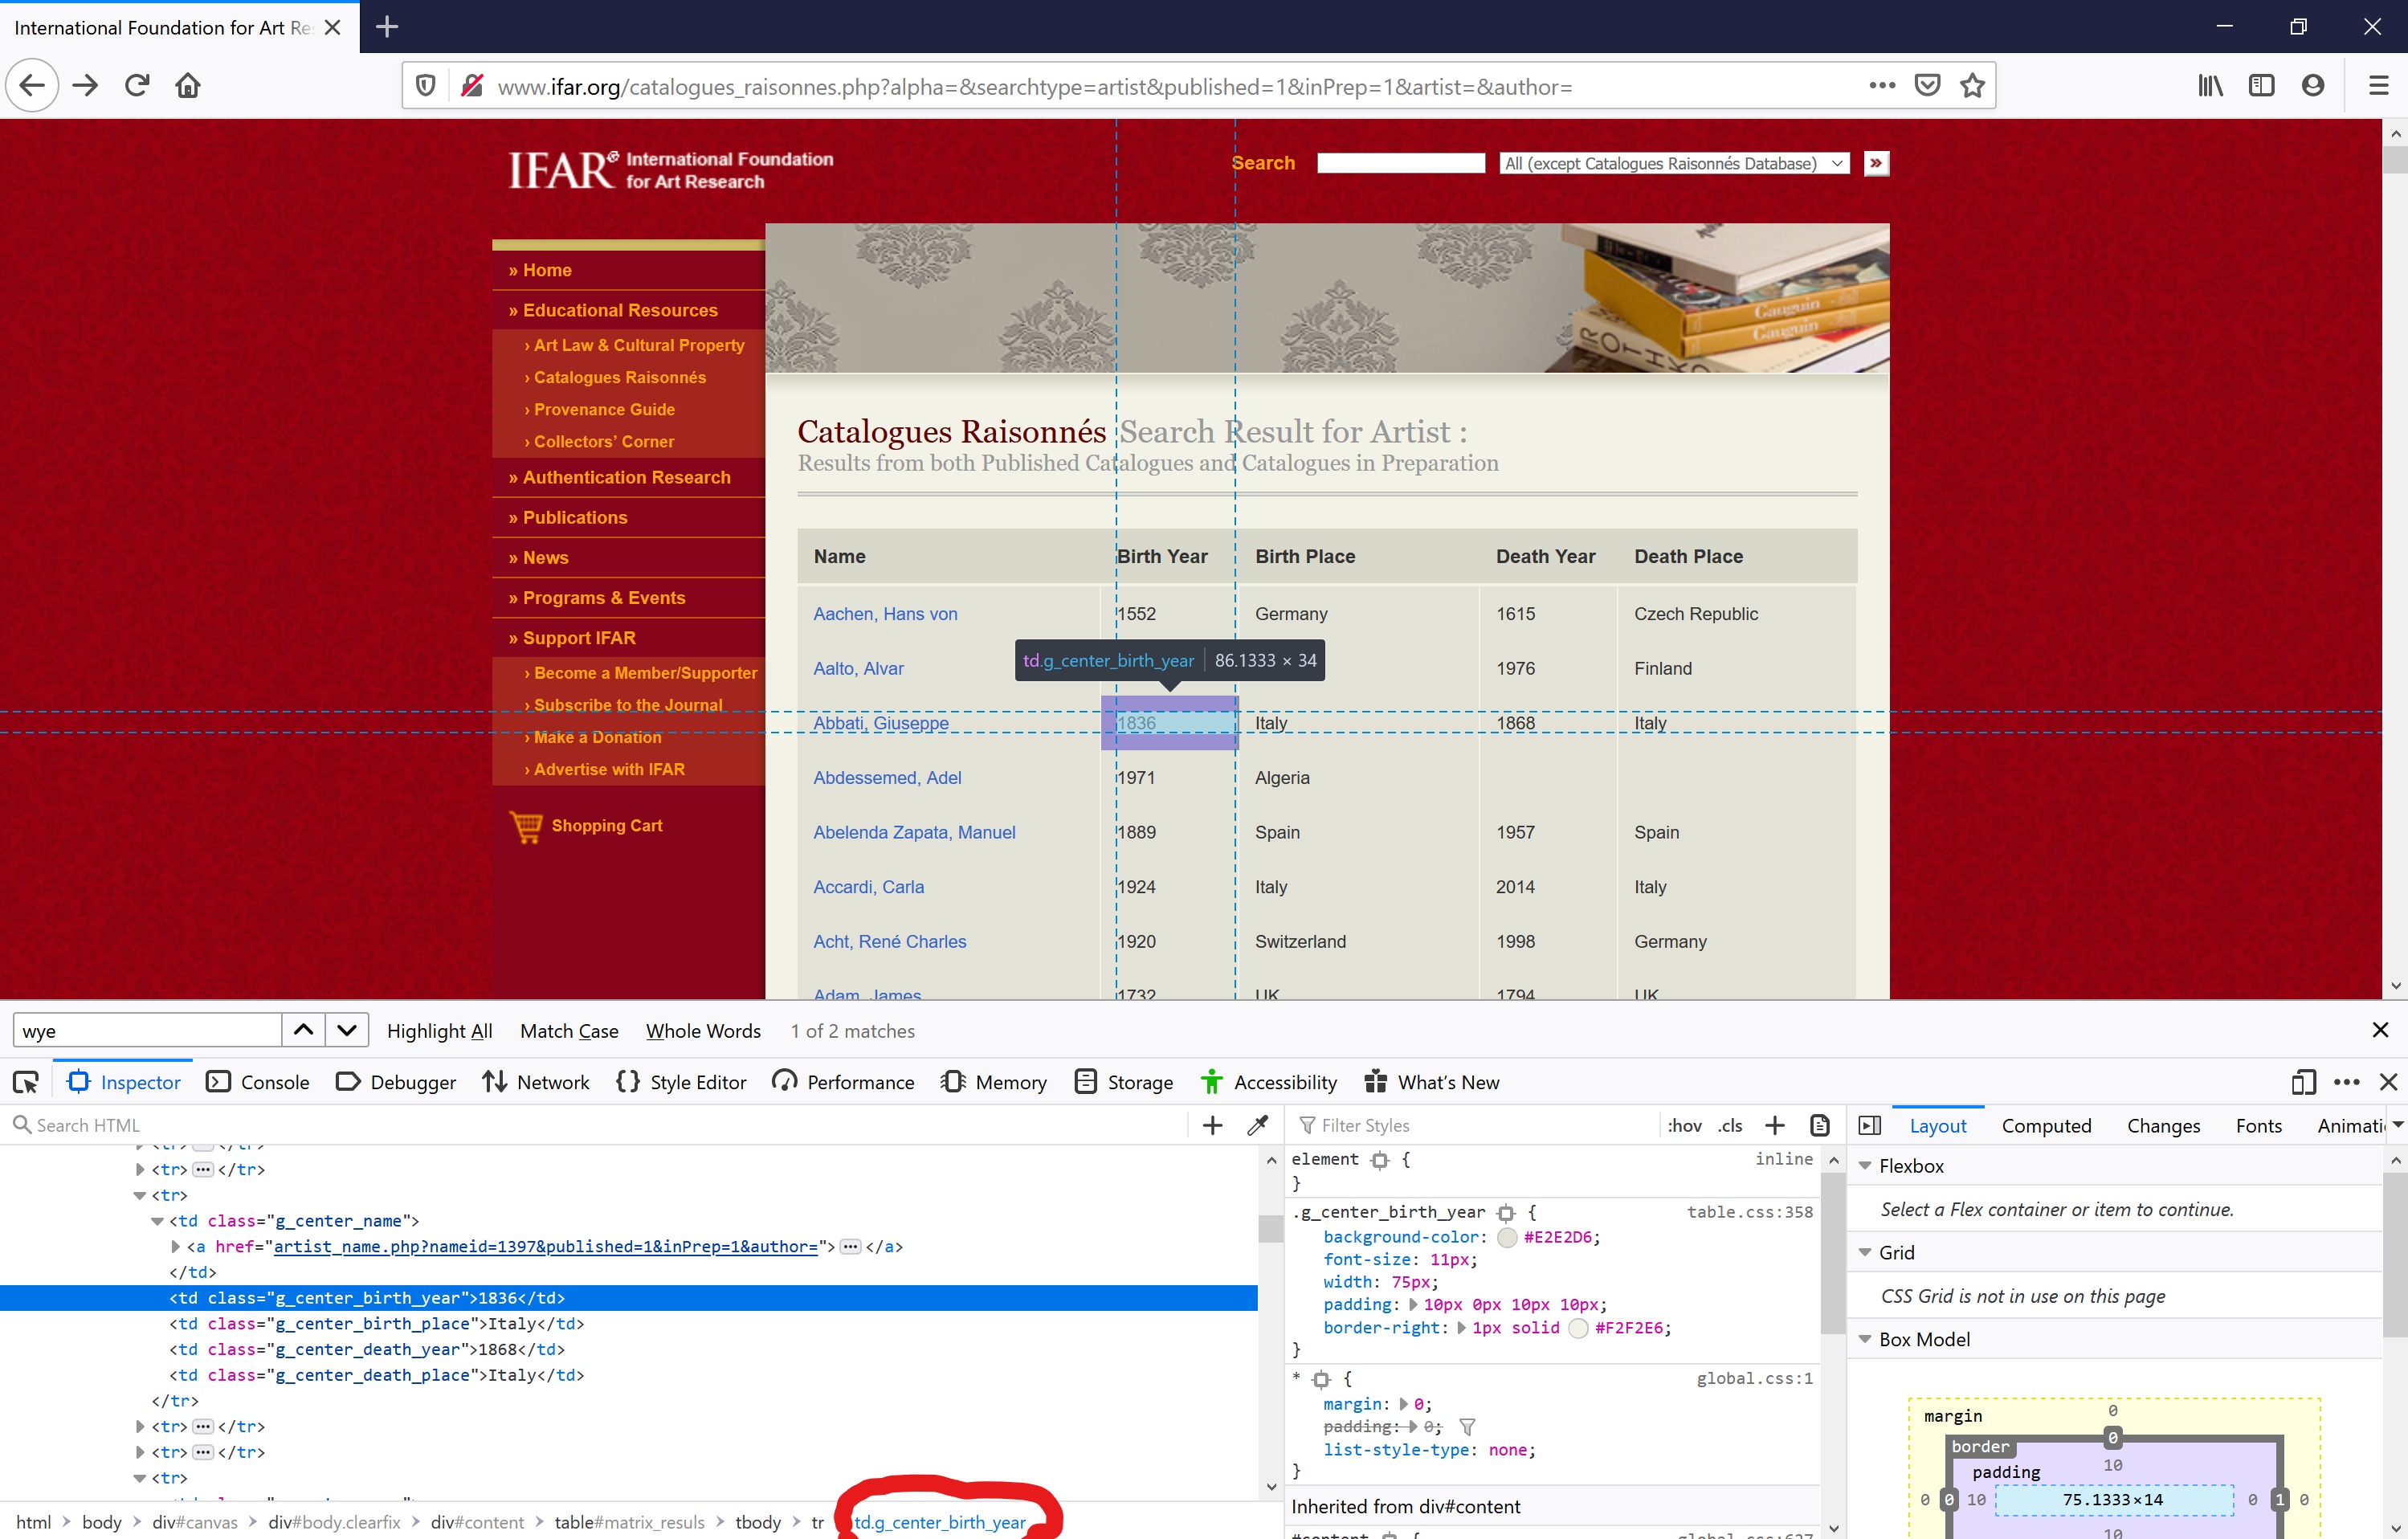 International Foundation for Art Re
www.ifar.org/catalogues_raisonnes.php?alpha=&searchtype=artist&published=1&inPrep=1&artist=&author=
IFAR® International Foundation
for Art Research
Search
All (except Catalogues Raisonnés Database)
»
» Home
» Educational Resources
› Art Law & Cultural Property
› Catalogues Raisonnés
› Provenance Guide
› Collectors' Corner
» Authentication Research
» Publications
» News
» Programs & Events
» Support IFAR
› Become a Member/Supporter
› Subscribe to the Journal
› Make a Donation
› Advertise with IFAR
Shopping Cart
Gauguin
Gauguin
ROTHK
Catalogues Raisonnés Search Result for Artist :
Results from both Published Catalogues and Catalogues in Preparation
Name Birth Year Birth Place Death Year Death Place
Aachen, Hans von 1552 Germany 1615 Czech Republic
td.g_center_birth_year 86.1333 × 34
Aalto, Alvar 1976 Finland
Abbati, Giuseppe 1836 Italy 1868 Italy
Abdessemed, Adel 1971 Algeria
Abelenda Zapata, Manuel 1889 Spain 1957 Spain
Accardi, Carla 1924 Italy 2014 Italy
Acht, René Charles 1920 Switzerland 1998 Germany
Adam, James 1732 UK 1794 UK
wye Highlight All Match Case Whole Words 1 of 2 matches
Inspector Console Debugger Network Style Editor Performance Memory Storage Accessibility What's New
Search HTML
<tr> ••• </tr>
<tr> ••• </tr>
<tr>
<td class="g_center_name">
<a href="artist_name.php?nameid=1397&published=1&inPrep=1&author="> ••• </a>
</td>
<td class="g_center_birth_year">1836</td>
<td class="g_center_birth_place">Italy</td>
<td class="g_center_death_year">1868</td>
<td class="g_center_death_place">Italy</td>
</tr>
<tr> ••• </tr>
<tr> ••• </tr>
<tr>
html > body > div#canvas > div#body.clearfix > div#content > table#matrix_resuls > tbody > tr > td.g_center_birth_year
Filter Styles :hov .cls
element { inline
}
.g_center_birth_year { table.css:358
background-color: #E2E2D6;
font-size: 11px;
width: 75px;
padding: 10px 0px 10px 10px;
border-right: 1px solid #F2F2E6;
}
* { global.css:1
margin: 0;
padding: 0;
list-style-type: none;
}
Inherited from div#content
#content { global.css:637
Layout Computed Changes Fonts Animati
Flexbox
Select a Flex container or item to continue.
Grid
CSS Grid is not in use on this page
Box Model
margin 0
border 0
padding 10
0 0 10 75.1333×14 0 1 0
10